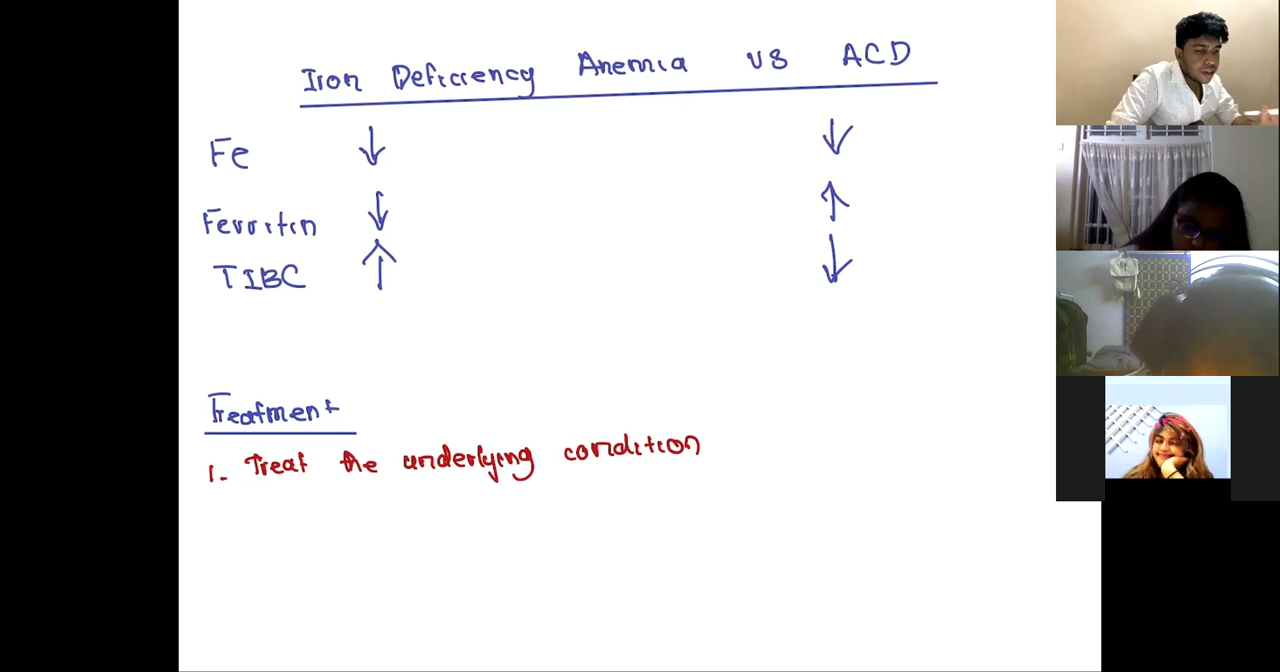 Iron Deficiency Anemia vs ACD
Fe ↓ ↓
Ferritin ↓ ↑
TIBC ↑ ↓
Treatment
1. Treat the underlying condition